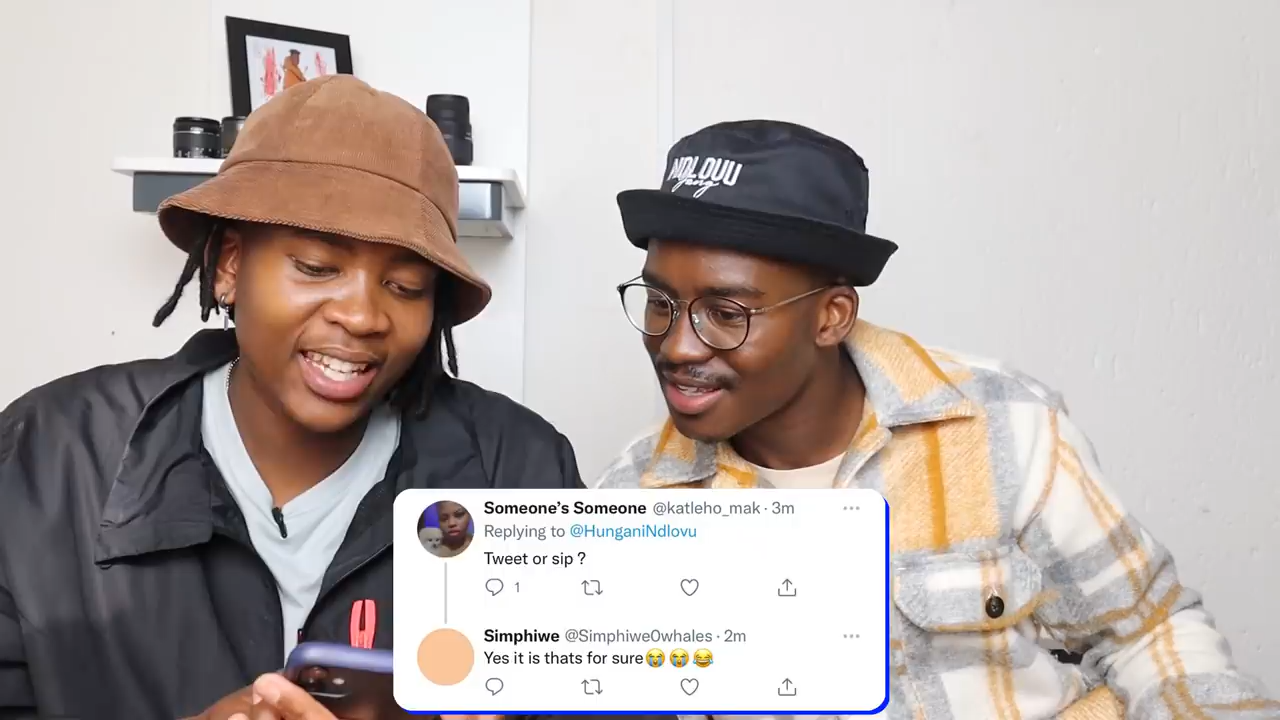 NDLOVU
gang
Someone's Someone @katleho_mak · 3m
Replying to @HunganiNdlovu
Tweet or sip ?
1
Simphiwe @Simphiwe0whales · 2m
Yes it is thats for sure😭😭😂